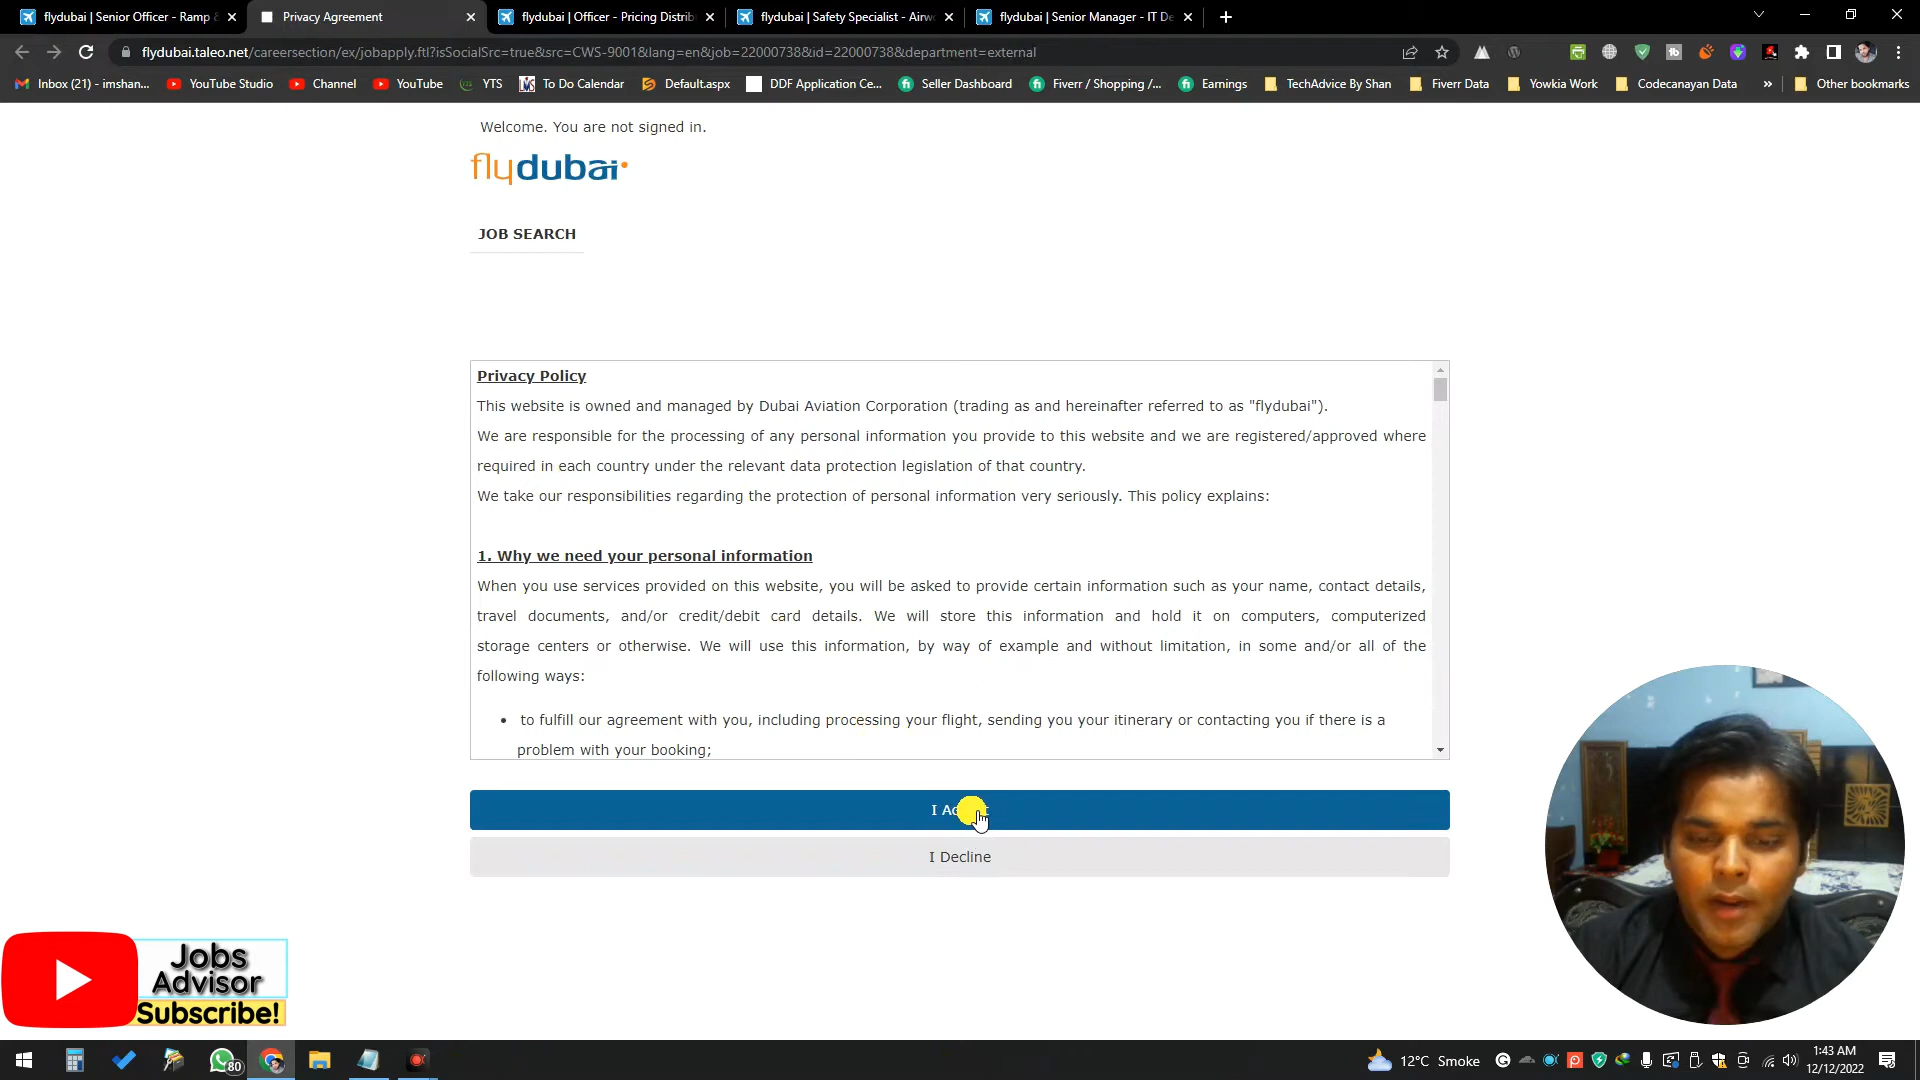 flydubai | Senior Officer - Ramp &
Privacy Agreement
flydubai | Officer - Pricing Distrib
flydubai | Safety Specialist - Airw
flydubai | Senior Manager - IT De
flydubai.taleo.net/careersection/ex/jobapply.ftl?isSocialSrc=true&src=CWS-9001&lang=en&job=22000738&id=22000738&department=external
Inbox (21) - imshan...
YouTube Studio
Channel
YouTube
YTS
To Do Calendar
Default.aspx
DDF Application Ce...
Seller Dashboard
Fiverr / Shopping /...
Earnings
TechAdvice By Shan
Fiverr Data
Yowkia Work
Codecanayan Data
»
Other bookmarks
Welcome. You are not signed in.
flydubai
JOB SEARCH
Privacy Policy
This website is owned and managed by Dubai Aviation Corporation (trading as and hereinafter referred to as "flydubai").
We are responsible for the processing of any personal information you provide to this website and we are registered/approved where
required in each country under the relevant data protection legislation of that country.
We take our responsibilities regarding the protection of personal information very seriously. This policy explains:
1. Why we need your personal information
When you use services provided on this website, you will be asked to provide certain information such as your name, contact details,
travel documents, and/or credit/debit card details. We will store this information and hold it on computers, computerized
storage centers or otherwise. We will use this information, by way of example and without limitation, in some and/or all of the
following ways:
• to fulfill our agreement with you, including processing your flight, sending you your itinerary or contacting you if there is a
problem with your booking;
I
I Decline
Jobs
Advisor
Subscribe!
80
12°C Smoke
1:43 AM
12/12/2022